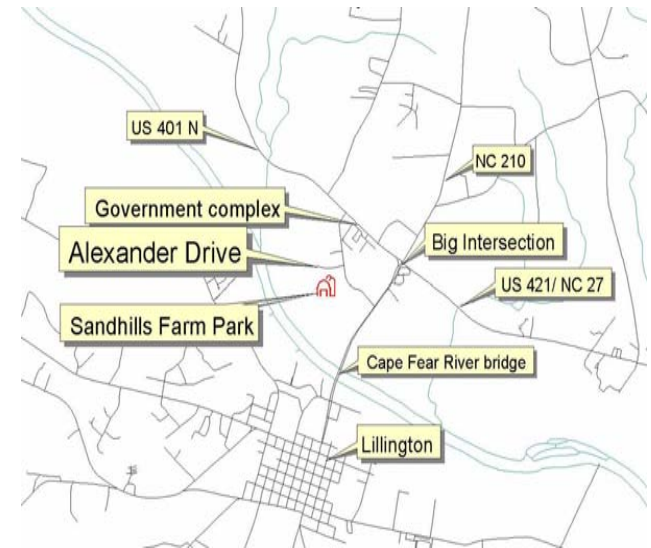 US 401 N
NC 210
Government complex
Big Intersection
Alexander Drive
US 421/ NC 27
Sandhills Farm Park
Cape Fear River bridge
Lillington